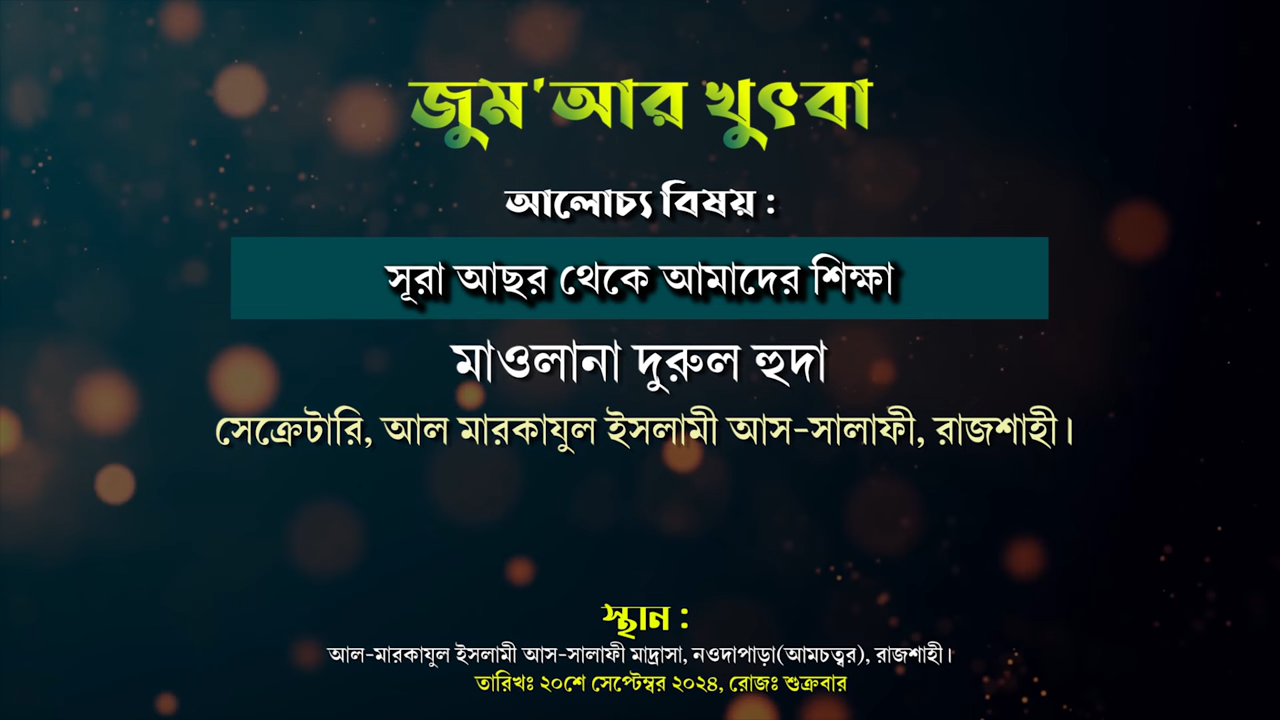 জুম'আর খুৎবা
আলোচ্য বিষয় :
সূরা আছর থেকে আমাদের শিক্ষা
মাওলানা দুরুল হুদা
সেক্রেটারি, আল মারকাযুল ইসলামী আস-সালাফী, রাজশাহী।
স্থান :
আল-মারকাযুল ইসলামী আস-সালাফী মাদ্রাসা, নওদাপাড়া(আমচত্বর), রাজশাহী।
তারিখঃ ২০শে সেপ্টেম্বর ২০২৪, রোজঃ শুক্রবার